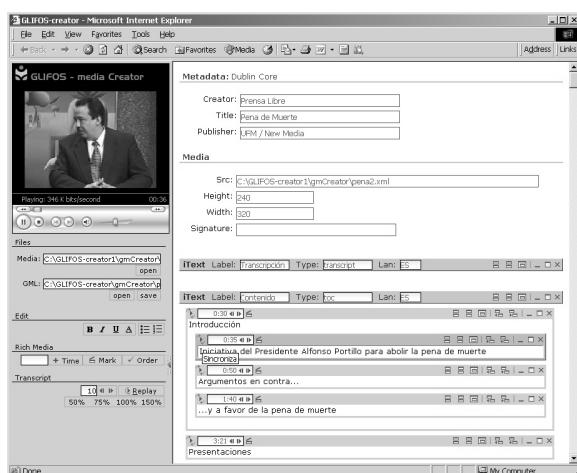 GLIFOS-creator - Microsoft Internet Explorer
File Edit View Favorites Tools Help
Back Search Favorites Media Address Links
GLIFOS - media Creator
Playing: 346 K bits/second 00:36
Files
Media: C:\GLIFOS-creator1\gmCreator\
open
GML: C:\GLIFOS-creator1\gmCreator\p
open save
Edit
B I U A
Rich Media
+ Time Mark Order
Transcript
10 Replay
50% 75% 100% 150%
Metadata: Dublin Core
Creator: Prensa Libre
Title: Pena de Muerte
Publisher: UFM / New Media
Media
Src: C:\GLIFOS-creator1\gmCreator\pena2.xml
Height: 240
Width: 320
Signature:
iText Label: Transcripción Type: transcript Lan: ES
iText Label: Contenido Type: toc Lan: ES
0:30
Introducción
0:35
Iniciativa del Presidente Alfonso Portillo para abolir la pena de muerte
Sincroniza
0:50
Argumentos en contra...
1:40
...y a favor de la pena de muerte
3:21
Presentaciones
Done My Computer